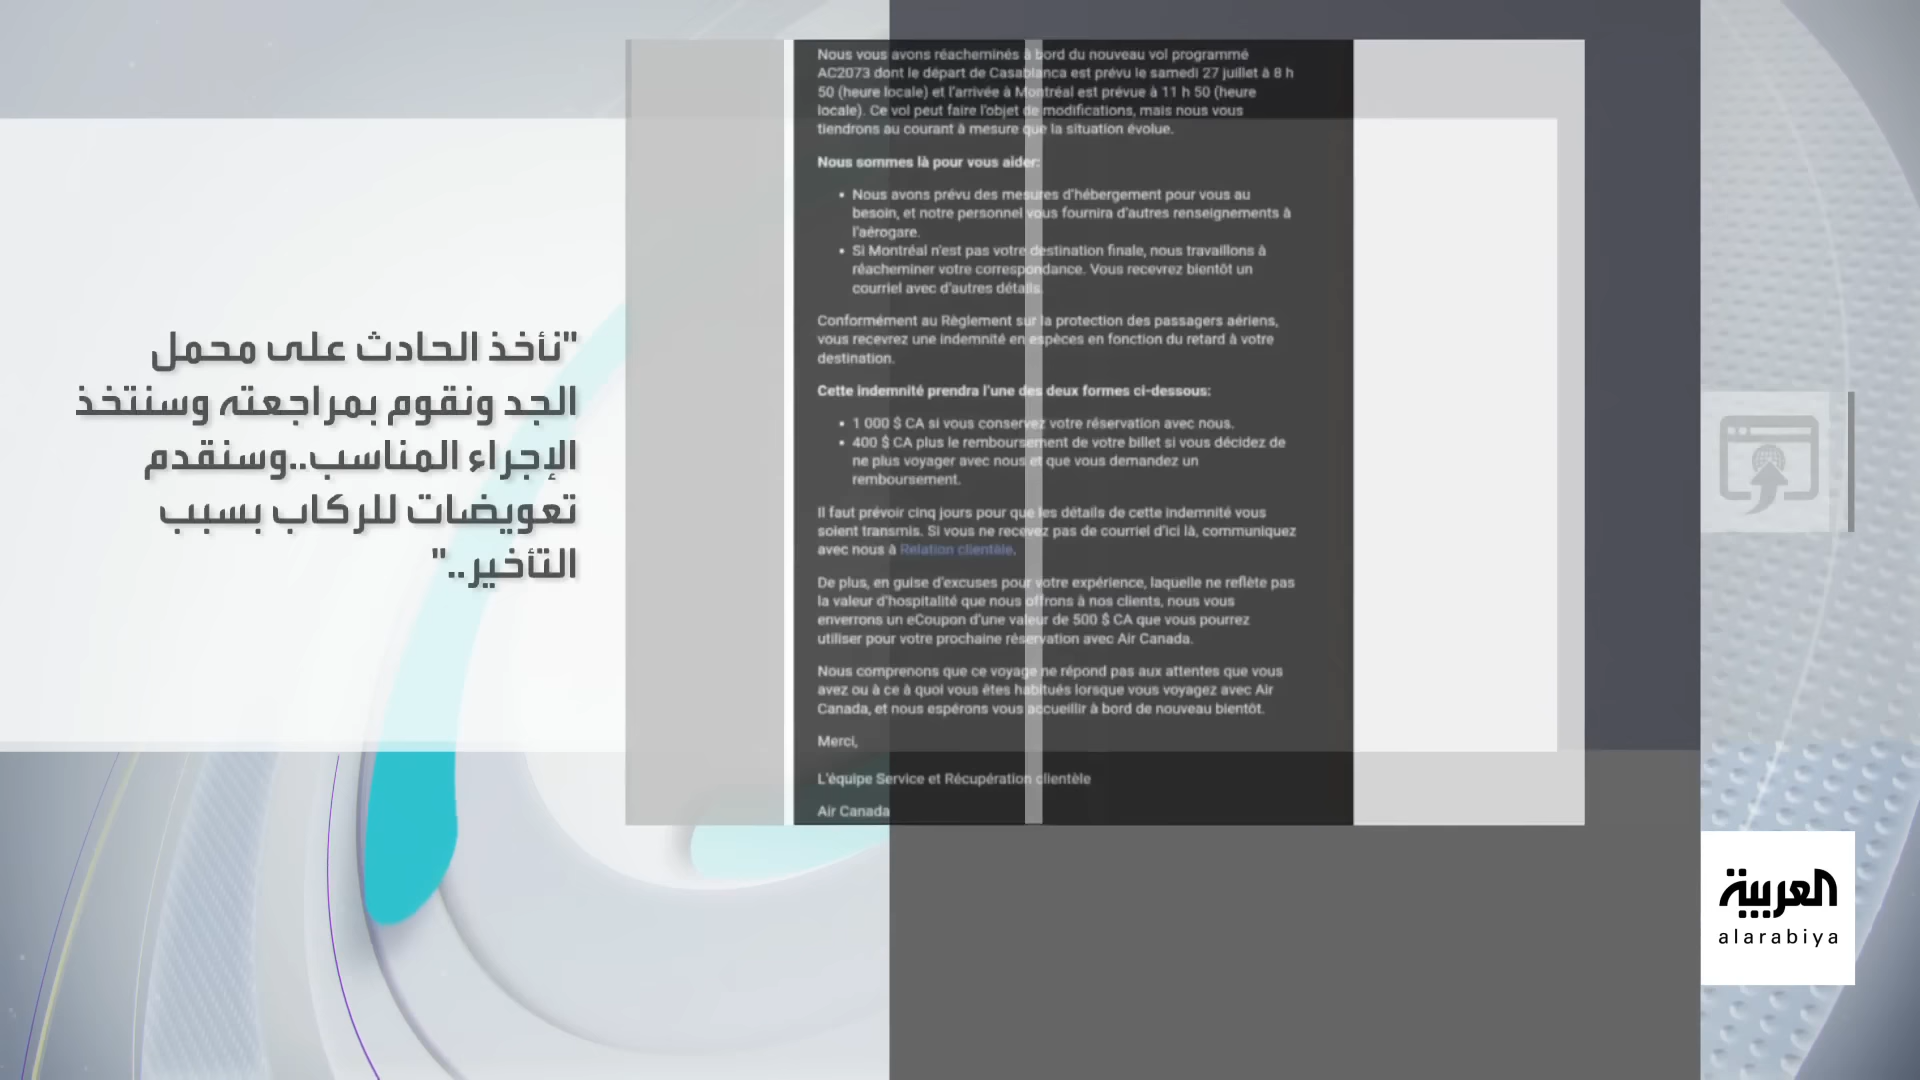 "نأخذ الحادث على محمل
الجد ونقوم بمراجعته وسنتخذ
الإجراء المناسب..وسنقدم
تعويضات للركاب بسبب
التأخير.."
Nous vous avons réacheminés à bord du nouveau vol programmé
AC2073 dont le départ de Casablanca est prévu le samedi 27 juillet à 8 h
50 (heure locale) et l'arrivée à Montréal est prévue à 11 h 50 (heure
locale). Ce vol peut faire l'objet de modifications, mais nous vous
tiendrons au courant à mesure que la situation évolue.
Nous sommes là pour vous aider:
• Nous avons prévu des mesures d'hébergement pour vous au
besoin, et notre personnel vous fournira d'autres renseignements à
l'aérogare.
• Si Montréal n'est pas votre destination finale, nous travaillons à
réacheminer votre correspondance. Vous recevrez bientôt un
courriel avec d'autres détails.
Conformément au Règlement sur la protection des passagers aériens,
vous recevrez une indemnité en espèces en fonction du retard à votre
destination.
Cette indemnité prendra l'une des deux formes ci-dessous:
• 1 000 $ CA si vous conservez votre réservation avec nous.
• 400 $ CA plus le remboursement de votre billet si vous décidez de
ne plus voyager avec nous et que vous demandez un
remboursement.
Il faut prévoir cinq jours pour que les détails de cette indemnité vous
soient transmis. Si vous ne recevez pas de courriel d'ici là, communiquez
avec nous à Relation clientèle.
De plus, en guise d'excuses pour votre expérience, laquelle ne reflète pas
la valeur d'hospitalité que nous offrons à nos clients, nous vous
enverrons un eCoupon d'une valeur de 500 $ CA que vous pourrez
utiliser pour votre prochaine réservation avec Air Canada.
Nous comprenons que ce voyage ne répond pas aux attentes que vous
avez ou à ce à quoi vous êtes habitués lorsque vous voyagez avec Air
Canada, et nous espérons vous accueillir à bord de nouveau bientôt.
Merci,
L'équipe Service et Récupération clientèle
Air Canada
العربية
alarabiya